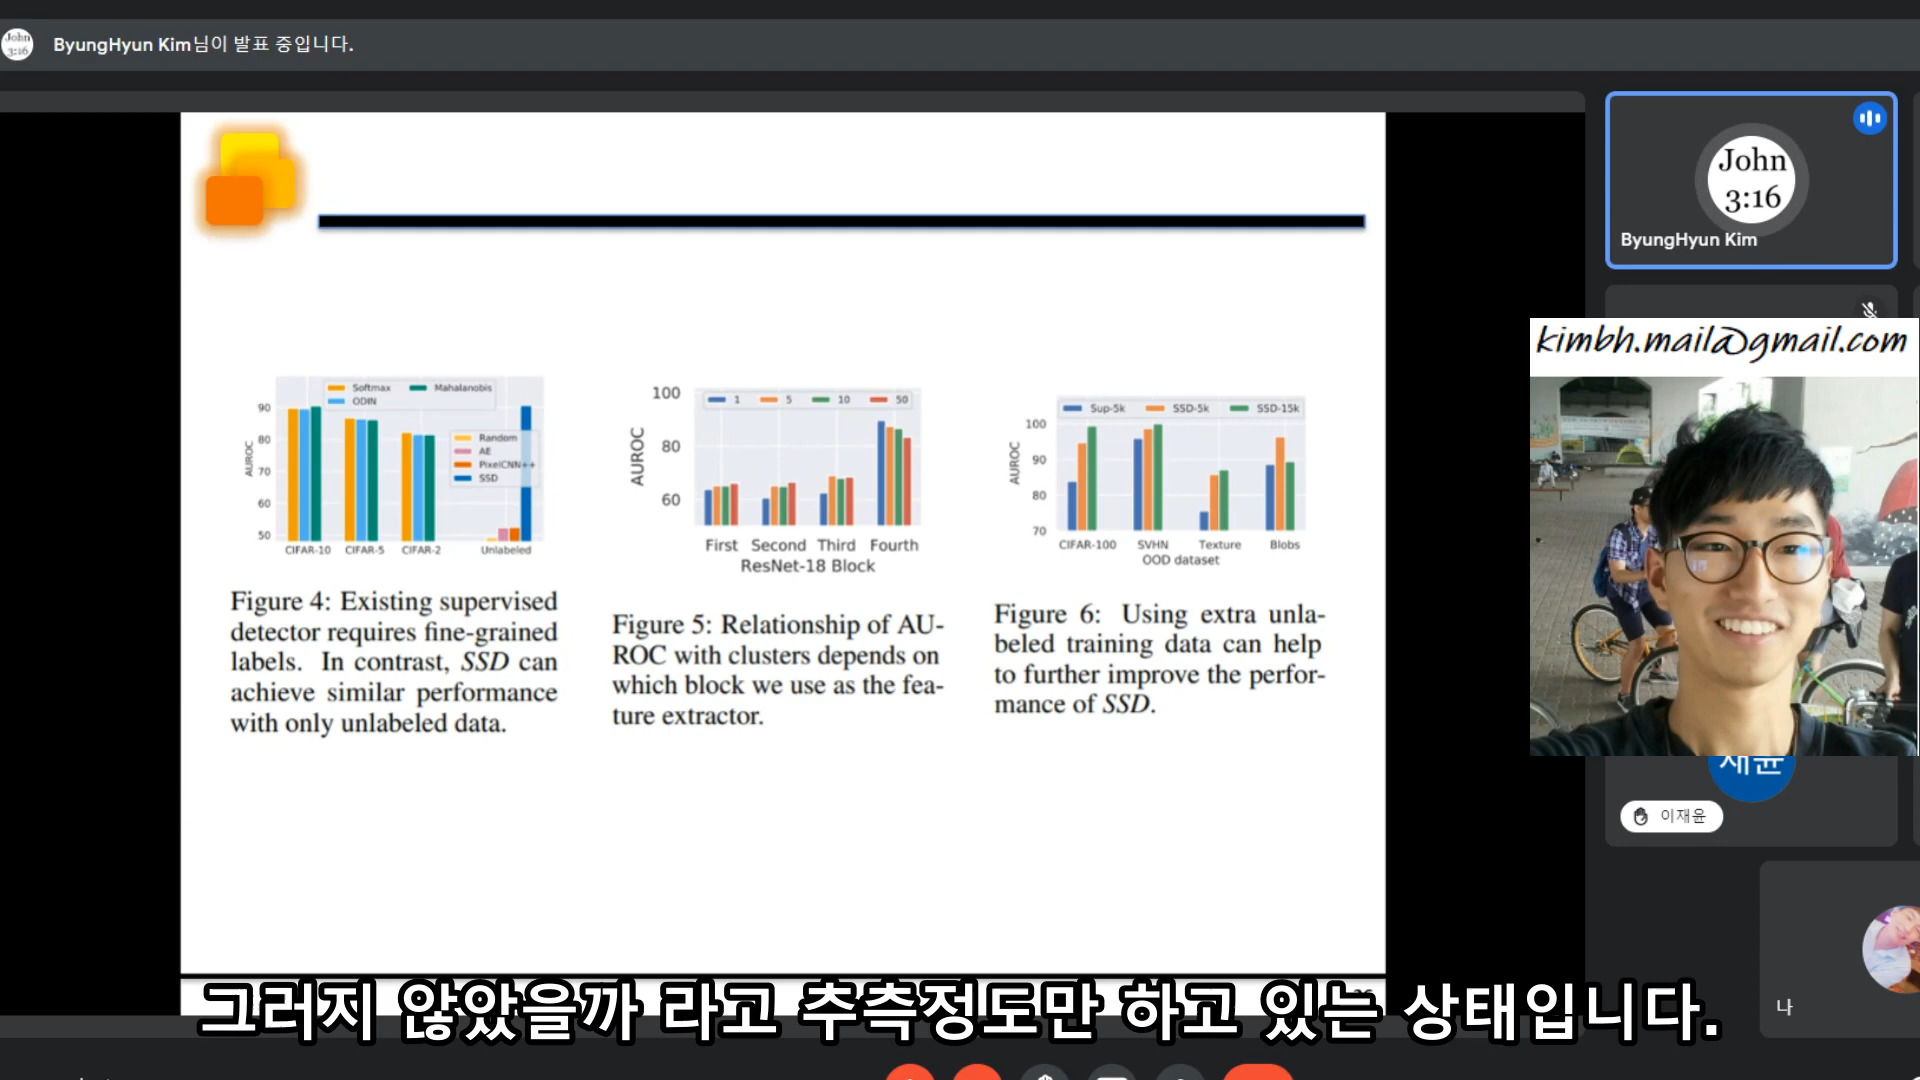 John
3:16
ByungHyun Kim님이 발표 중입니다.
John
3:16
ByungHyun Kim
kimbh.mail@gmail.com
재윤
이재윤
나
Softmax
Mahalanobis
ODIN
Random
AE
PixelCNN++
SSD
AUROC
90
80
70
60
50
CIFAR-10
CIFAR-5
CIFAR-2
Unlabeled
Figure 4: Existing supervised
detector requires fine-grained
labels. In contrast, SSD can
achieve similar performance
with only unlabeled data.
1
5
10
50
AUROC
100
80
60
First
Second
Third
Fourth
ResNet-18 Block
Figure 5: Relationship of AU-
ROC with clusters depends on
which block we use as the fea-
ture extractor.
Sup-5k
SSD-5k
SSD-15k
AUROC
100
90
80
70
CIFAR-100
SVHN
Texture
Blobs
OOD dataset
Figure 6: Using extra unla-
beled training data can help
to further improve the perfor-
mance of SSD.
그러지 않았을까 라고 추측정도만 하고 있는 상태입니다.